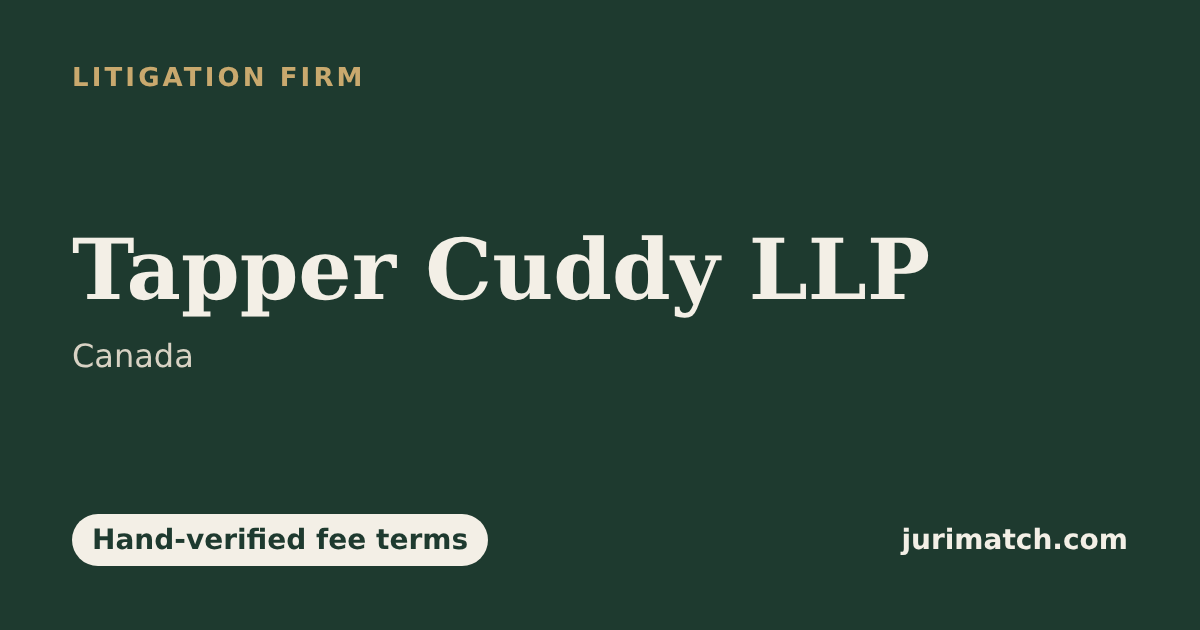 LITIGATION FIRM
Tapper Cuddy LLP
Canada
Hand-verified fee terms
jurimatch.com